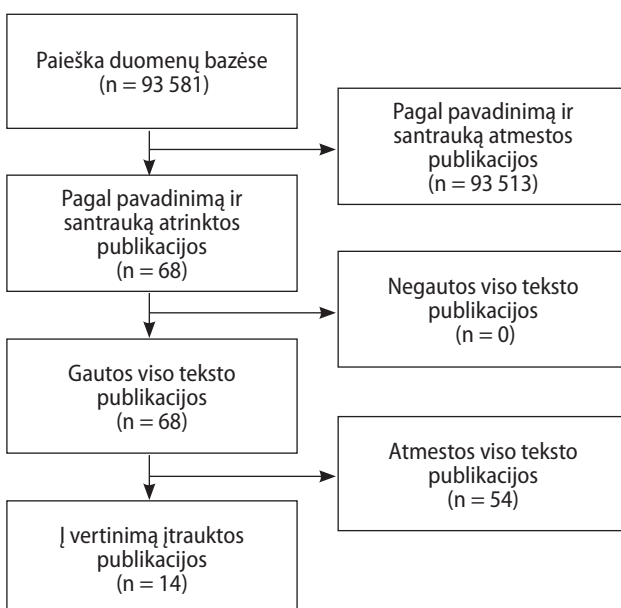 Paieška duomenų bazėse
(n = 93 581)
Pagal pavadinimą ir
santrauką atmestos
publikacijos
(n = 93 513)
Pagal pavadinimą ir
santrauką atrinktos
publikacijos
(n = 68)
Negautos viso teksto
publikacijos
(n = 0)
Gautos viso teksto
publikacijos
(n = 68)
Atmestos viso teksto
publikacijos
(n = 54)
Į vertinimą įtrauktos
publikacijos
(n = 14)